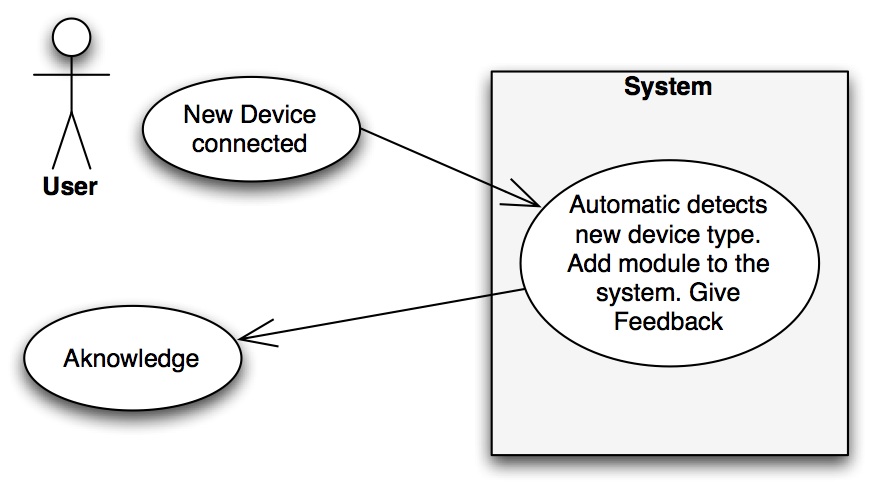 User
New Device
connected
System
Automatic detects
new device type.
Add module to the
system. Give
Feedback
Aknowledge